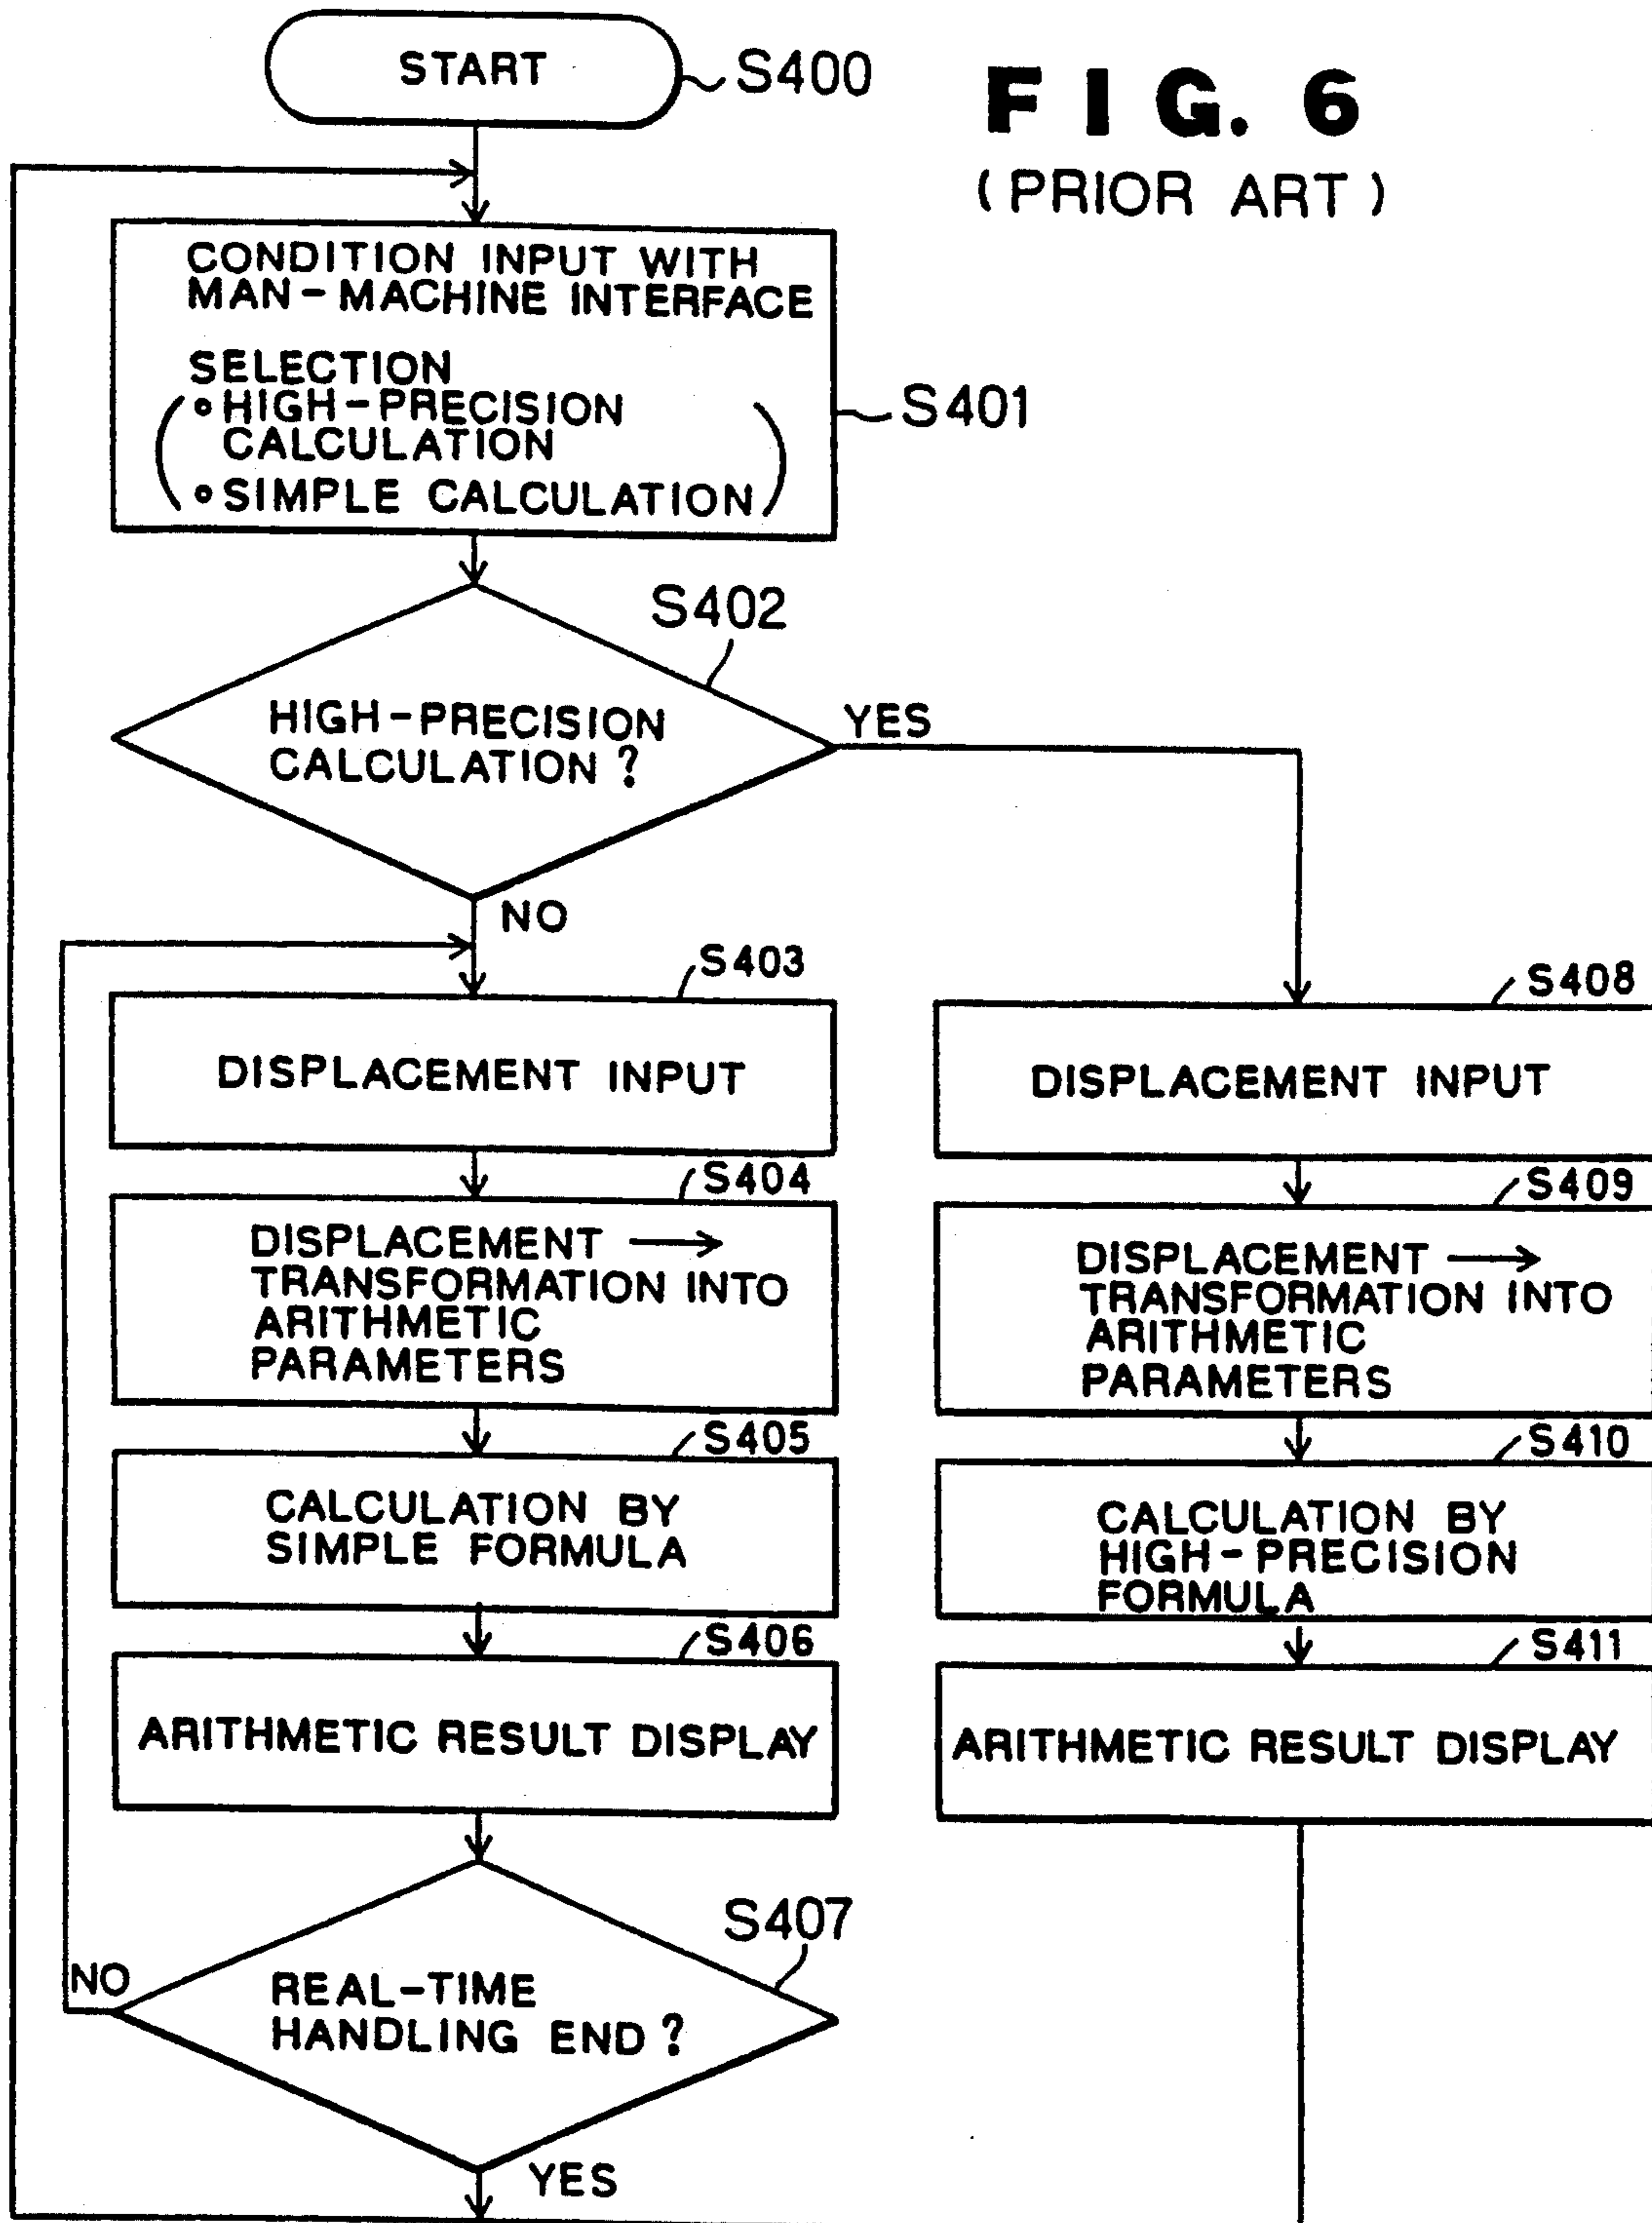 START
S400
FIG. 6
(PRIOR ART)
CONDITION INPUT WITH
MAN-MACHINE INTERFACE
SELECTION
HIGH-PRECISION
CALCULATION
SIMPLE CALCULATION
S401
S402
HIGH-PRECISION
CALCULATION ?
YES
NO
S403
DISPLACEMENT INPUT
S404
DISPLACEMENT →
TRANSFORMATION INTO
ARITHMETIC
PARAMETERS
S405
CALCULATION BY
SIMPLE FORMULA
S406
ARITHMETIC RESULT DISPLAY
S407
REAL-TIME
HANDLING END ?
NO
YES
S408
DISPLACEMENT INPUT
S409
DISPLACEMENT →
TRANSFORMATION INTO
ARITHMETIC
PARAMETERS
S410
CALCULATION BY
HIGH-PRECISION
FORMULA
S411
ARITHMETIC RESULT DISPLAY